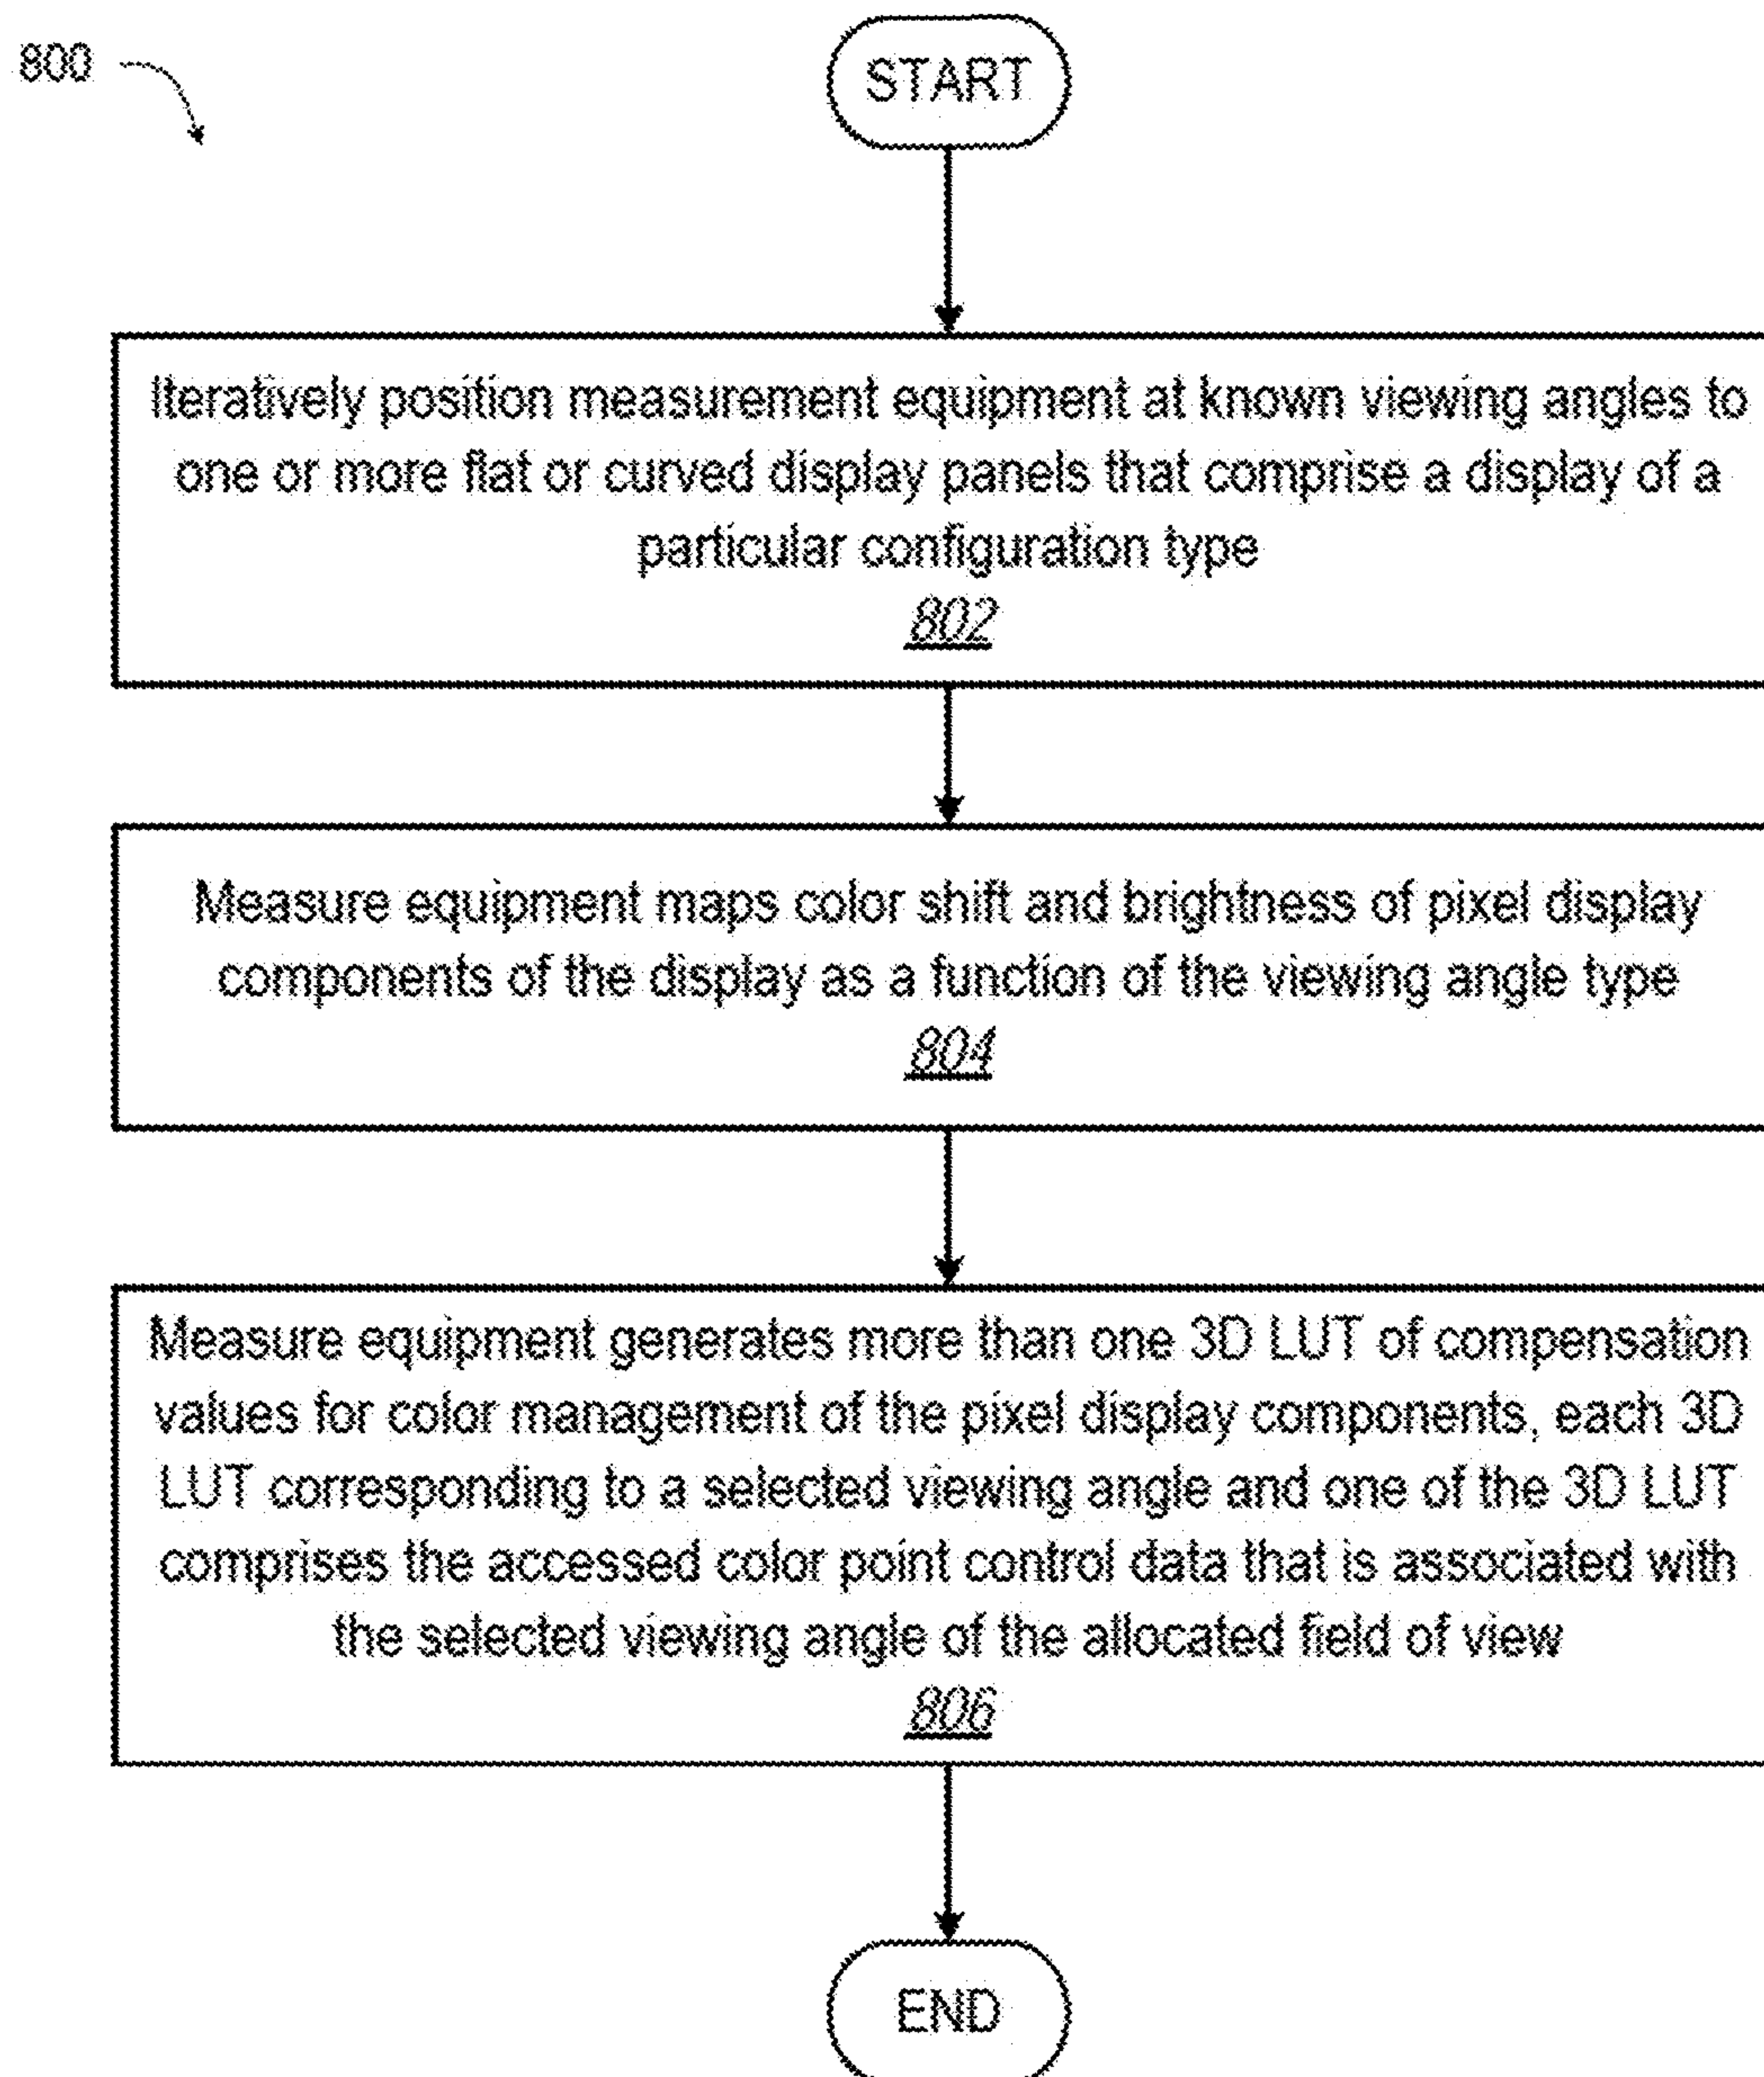 800
START
Iteratively position measurement equipment at known viewing angles to
one or more flat or curved display panels that comprise a display of a
particular configuration type
802
Measure equipment maps color shift and brightness of pixel display
components of the display as a function of the viewing angle type
804
Measure equipment generates more than one 3D LUT of compensation
values for color management of the pixel display components, each 3D
LUT corresponding to a selected viewing angle and one of the 3D LUT
comprises the accessed color point control data that is associated with
the selected viewing angle of the allocated field of view
806
END